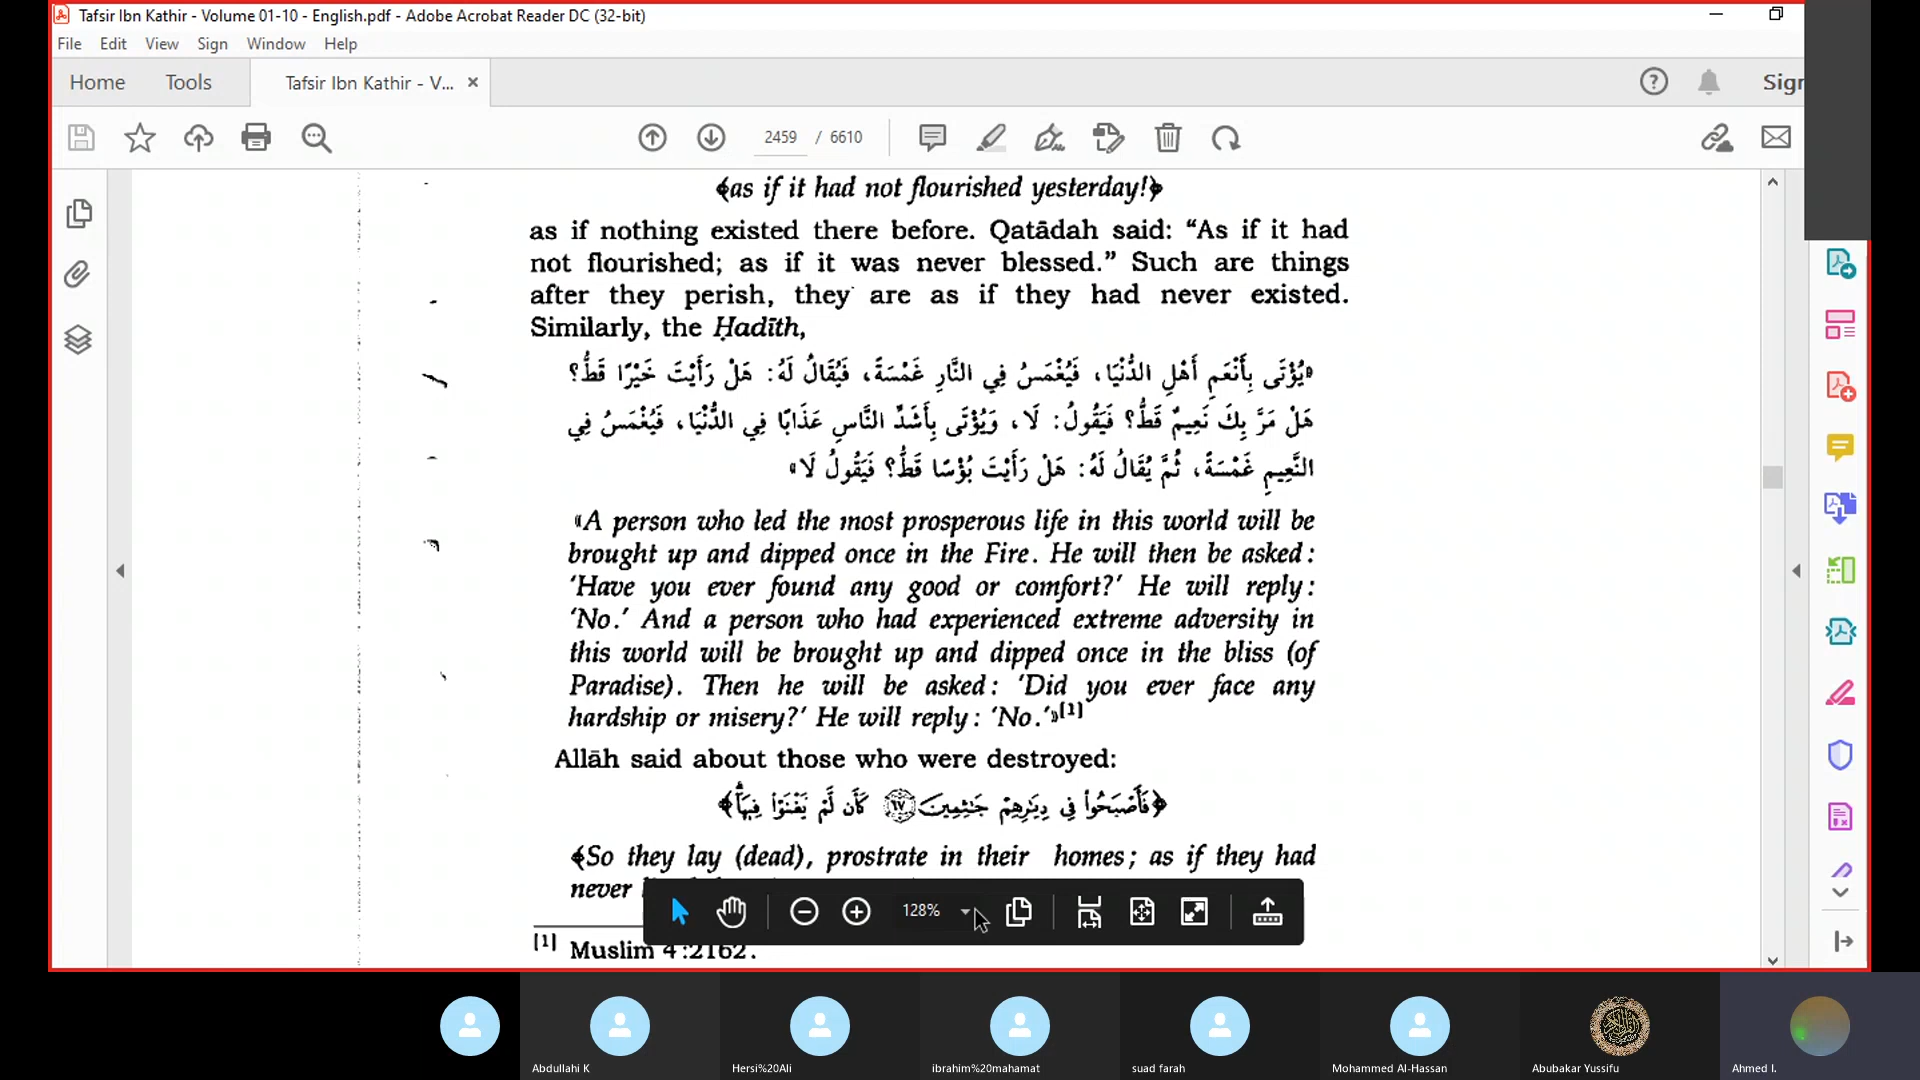 Tafsir Ibn Kathir - Volume 01-10 - English.pdf - Adobe Acrobat Reader DC (32-bit)
File Edit View Sign Window Help
Home Tools Tafsir Ibn Kathir - V...
2459 / 6610
﴾as if it had not flourished yesterday!﴿
as if nothing existed there before. Qatādah said: “As if it had
not flourished; as if it was never blessed.” Such are things
after they perish, they are as if they had never existed.
Similarly, the Ḥadīth,
«يُؤْتَى بِأَنْعَمِ أَهْلِ الدُّنْيَا، فَيُغْمَسُ فِي النَّارِ غَمْسَةً، فَيُقَالُ لَهُ: هَلْ رَأَيْتَ خَيْرًا قَطُّ؟
هَلْ مَرَّ بِكَ نَعِيمٌ قَطُّ؟ فَيَقُولُ: لَا، وَيُؤْتَى بِأَشَدِّ النَّاسِ عَذَابًا فِي الدُّنْيَا، فَيُغْمَسُ فِي
النَّعِيمِ غَمْسَةً، ثُمَّ يُقَالُ لَهُ: هَلْ رَأَيْتَ بُؤْسًا قَطُّ؟ فَيَقُولُ لَا»
«A person who led the most prosperous life in this world will be
brought up and dipped once in the Fire. He will then be asked:
‘Have you ever found any good or comfort?’ He will reply:
‘No.’ And a person who had experienced extreme adversity in
this world will be brought up and dipped once in the bliss (of
Paradise). Then he will be asked: ‘Did you ever face any
hardship or misery?’ He will reply: ‘No.’»[1]
Allāh said about those who were destroyed:
﴿فَأَصْبَحُوا۟ فِى دِيَـٰرِهِمْ جَـٰثِمِينَ ٦٧ كَأَن لَّمْ يَغْنَوْا۟ فِيهَآ﴾
﴾So they lay (dead), prostrate in their homes; as if they had
never
128%
[1] Muslim 4:2162.
Abdullahi K
Hersi%20Ali
ibrahim%20mahamat
suad farah
Mohammed Al-Hassan
Abubakar Yussifu
Ahmed I.